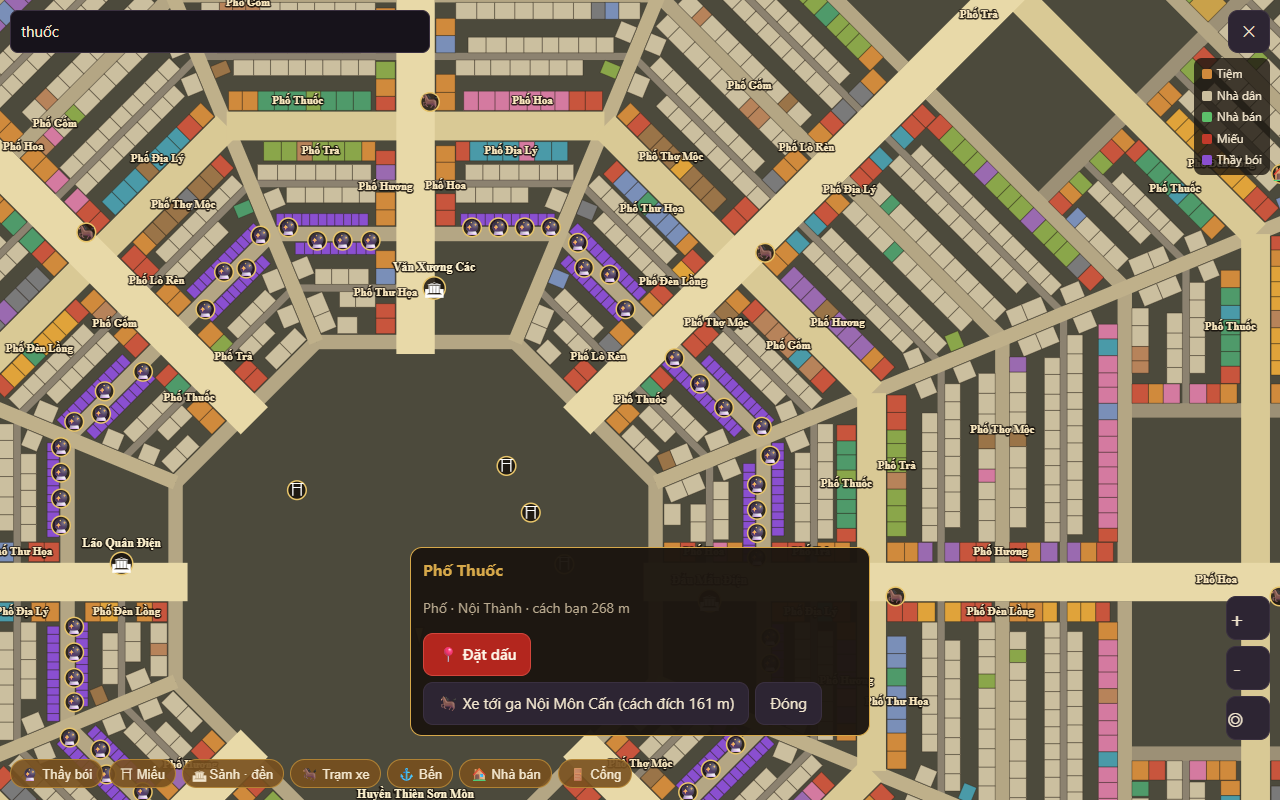 Phố Gốm
thuốc
×
Phố Trà
Tiệm
Nhà dân
Nhà bán
Miếu
Thầy bói
Phố Gốm
Phố Thuốc
Phố Hoa
Phố Gốm
Phố Hoa
Phố Địa Lý
Phố Trà
Phố Địa Lý
Phố Thợ Mộc
Phố Lò Rèn
Phố Hương
Phố Hoa
Phố Địa Lý
Phố Thuốc
Phố Thợ Mộc
Phố Thư Họa
Văn Xương Các
Phố Lò Rèn
Phố Thư Họa
Phố Đèn Lồng
Phố Gốm
Phố Thợ Mộc
Phố Hương
Phố Thuốc
Phố Đèn Lồng
Phố Trà
Phố Lò Rèn
Phố Gốm
Phố Thuốc
Phố Thuốc
Phố Thợ Mộc
Phố Trà
Phố Thuốc
Lão Quân Điện
Thư Họa
Phố Hương
Phố Hoa
Phố Địa Lý
Phố Đèn Lồng
Phố Đèn Lồng
Phố Thư Họa
Phố Thuốc
Phố · Nội Thành · cách bạn 268 m
Đặt dấu
Xe tới ga Nội Môn Cấn (cách đích 161 m)
Đóng
+
−
◎
Phố Thợ Mộc
Thầy bói
Miếu
Sảnh · đền
Trạm xe
Bến
Nhà bán
Cổng
Huyền Thiên Sơn Môn